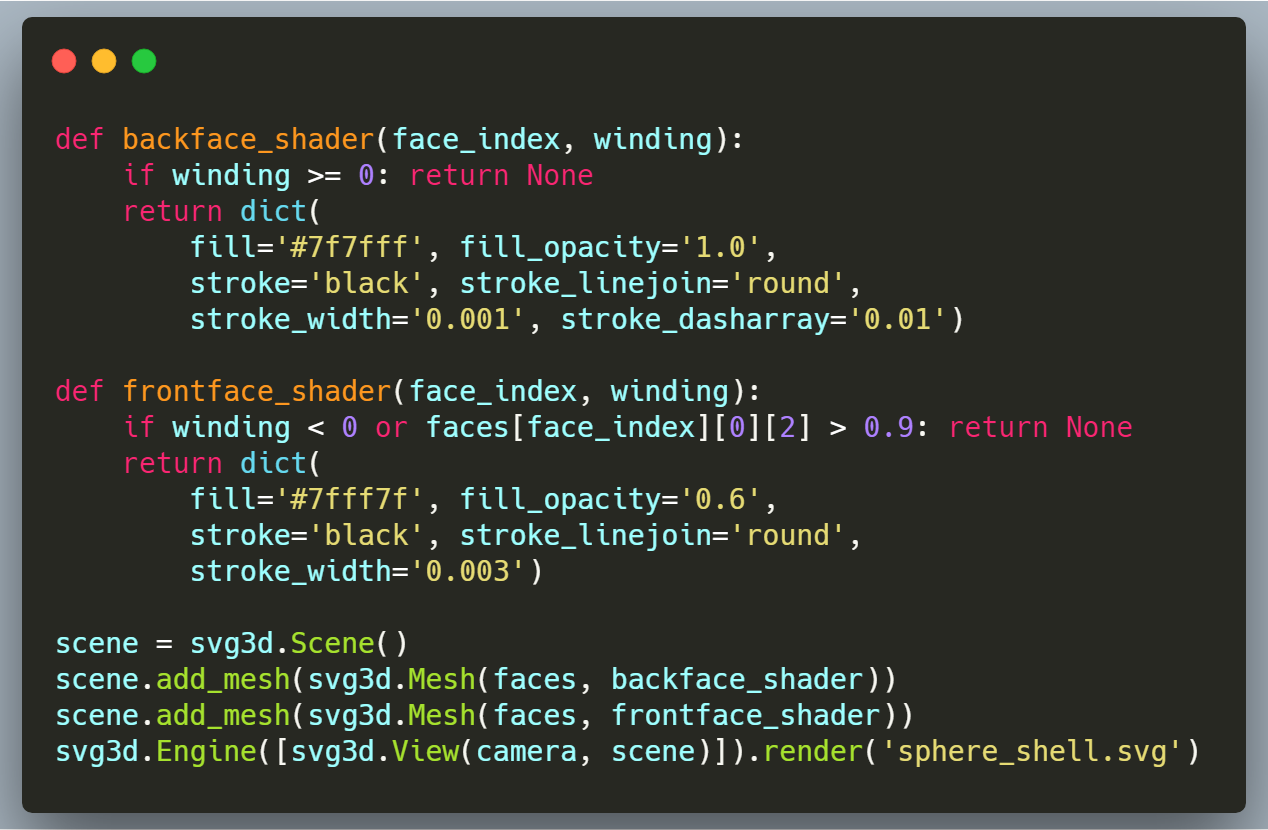 def backface_shader(face_index, winding):
    if winding >= 0: return None
    return dict(
        fill='#7f7fff', fill_opacity='1.0',
        stroke='black', stroke_linejoin='round',
        stroke_width='0.001', stroke_dasharray='0.01')

def frontface_shader(face_index, winding):
    if winding < 0 or faces[face_index][0][2] > 0.9: return None
    return dict(
        fill='#7fff7f', fill_opacity='0.6',
        stroke='black', stroke_linejoin='round',
        stroke_width='0.003')

scene = svg3d.Scene()
scene.add_mesh(svg3d.Mesh(faces, backface_shader))
scene.add_mesh(svg3d.Mesh(faces, frontface_shader))
svg3d.Engine([svg3d.View(camera, scene)]).render('sphere_shell.svg')